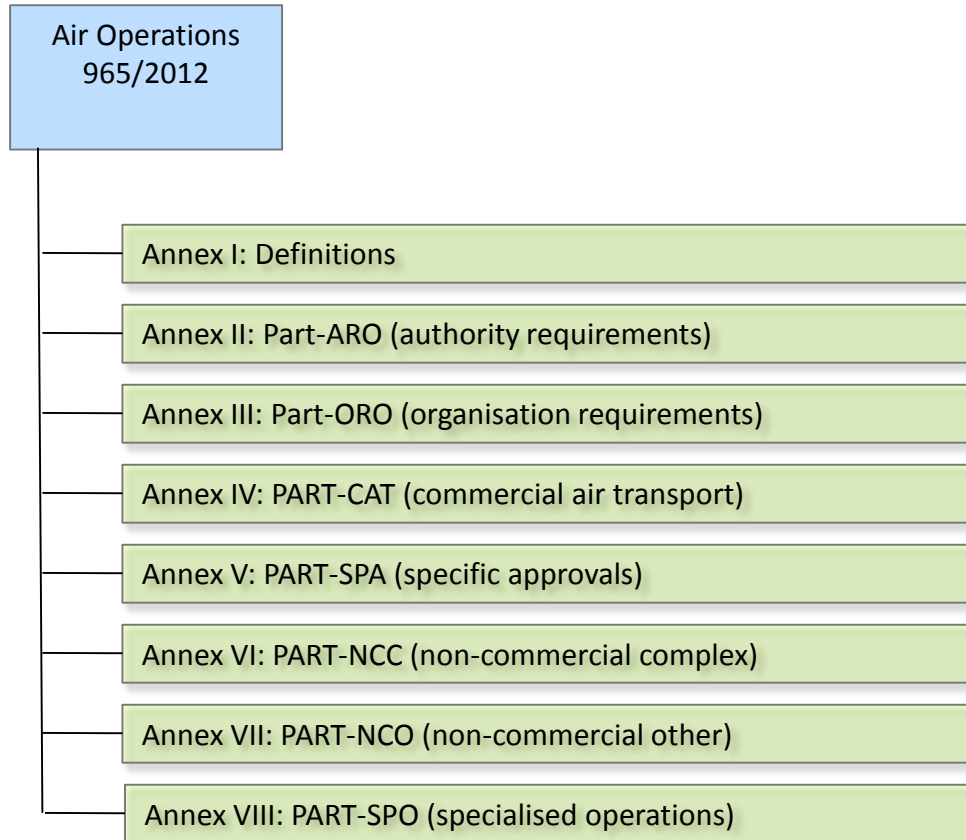 Air Operations
965/2012
Annex I: Definitions
Annex II: Part-ARO (authority requirements)
Annex III: Part-ORO (organisation requirements)
Annex IV: PART-CAT (commercial air transport)
Annex V: PART-SPA (specific approvals)
Annex VI: PART-NCC (non-commercial complex)
Annex VII: PART-NCO (non-commercial other)
Annex VIII: PART-SPO (specialised operations)